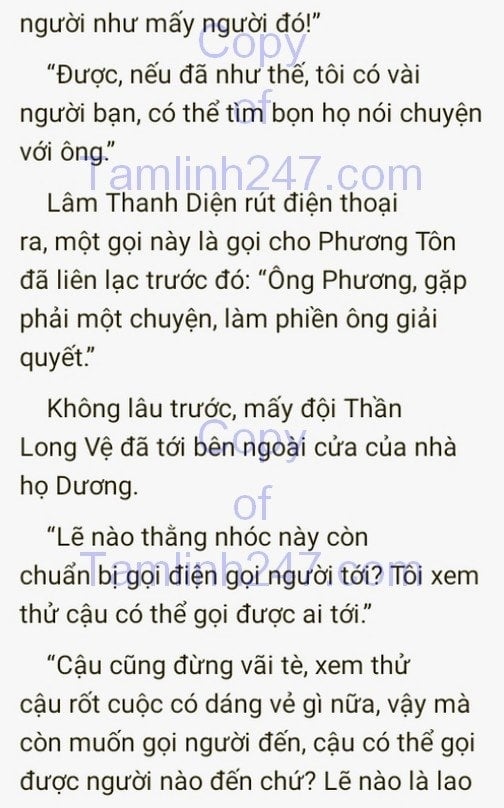 người như mấy người đó!”
“Được, nếu đã như thế, tôi có vài
người bạn, có thể tìm bọn họ nói chuyện
với ông.”
Lâm Thanh Diện rút điện thoại
ra, một gọi này là gọi cho Phương Tôn
đã liên lạc trước đó: “Ông Phương, gặp
phải một chuyện, làm phiền ông giải
quyết.”
Không lâu trước, mấy đội Thần
Long Vệ đã tới bên ngoài cửa của nhà
họ Dương.
“Lẽ nào thằng nhóc này còn
chuẩn bị gọi điện gọi người tới? Tôi xem
thử cậu có thể gọi được ai tới.”
“Cậu cũng đừng vãi tè, xem thử
cậu rốt cuộc có dáng vẻ gì nữa, vậy mà
còn muốn gọi người đến, cậu có thể gọi
được người nào đến chứ? Lẽ nào là lao
Copy
of
Tamlinh247.com
Copy
of
Tamlinh247.com